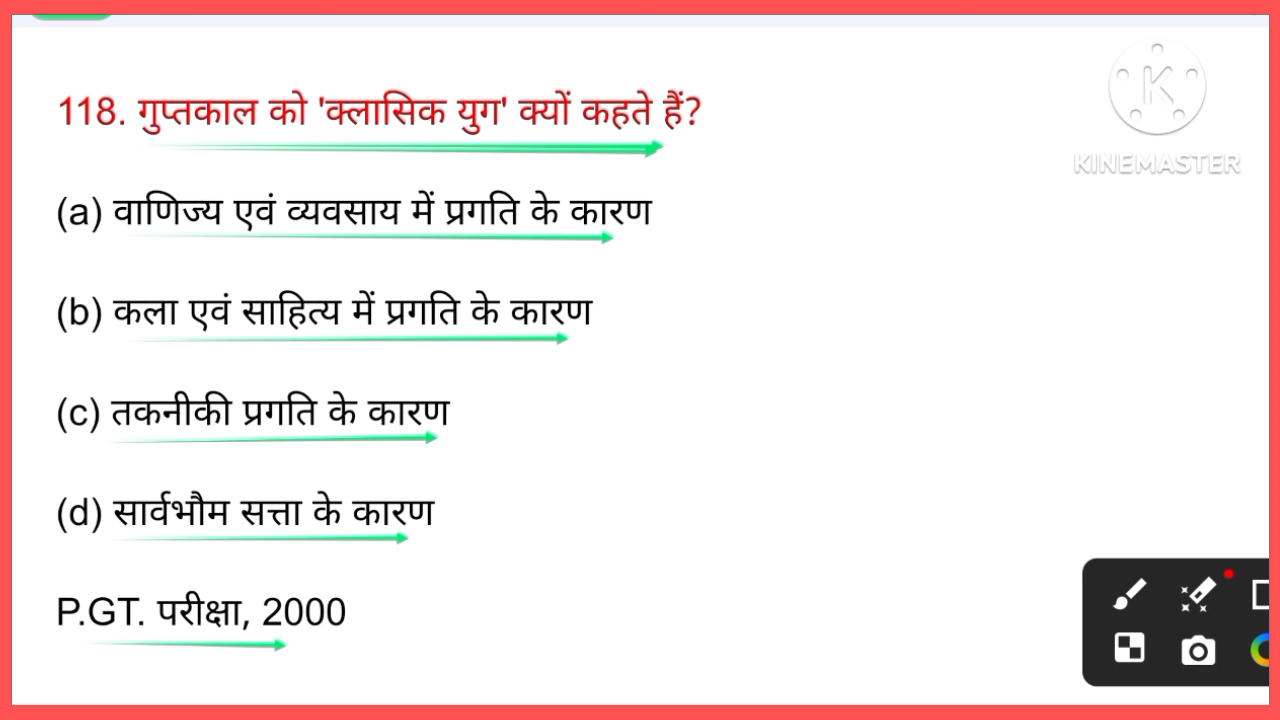 118. गुप्तकाल को 'क्लासिक युग' क्यों कहते हैं?
(a) वाणिज्य एवं व्यवसाय में प्रगति के कारण
(b) कला एवं साहित्य में प्रगति के कारण
(c) तकनीकी प्रगति के कारण
(d) सार्वभौम सत्ता के कारण
P.GT. परीक्षा, 2000
K
KINEMASTER